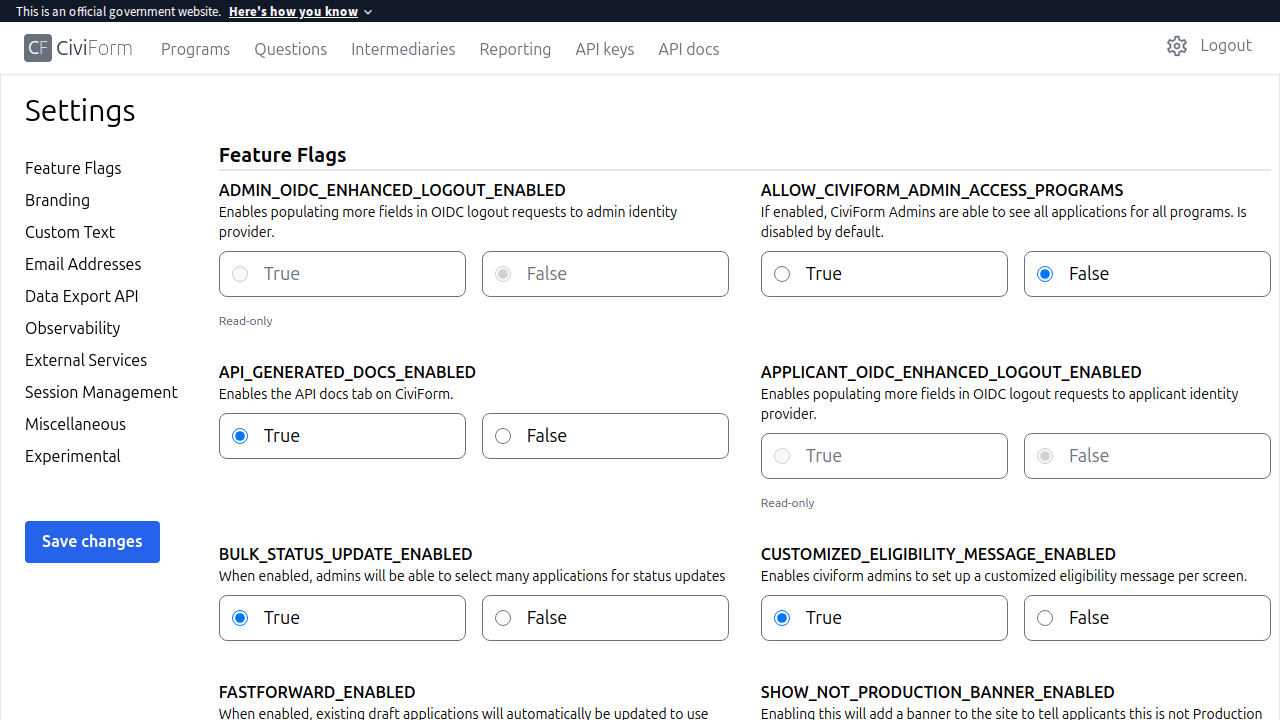 This is an official government website. Here's how you know
CF CiviForm Programs Questions Intermediaries Reporting API keys API docs Logout
Settings
Feature Flags
Branding
Custom Text
Email Addresses
Data Export API
Observability
External Services
Session Management
Miscellaneous
Experimental
Save changes
Feature Flags
ADMIN_OIDC_ENHANCED_LOGOUT_ENABLED
Enables populating more fields in OIDC logout requests to admin identity
provider.
True False
Read-only
ALLOW_CIVIFORM_ADMIN_ACCESS_PROGRAMS
If enabled, CiviForm Admins are able to see all applications for all programs. Is
disabled by default.
True False
API_GENERATED_DOCS_ENABLED
Enables the API docs tab on CiviForm.
True False
APPLICANT_OIDC_ENHANCED_LOGOUT_ENABLED
Enables populating more fields in OIDC logout requests to applicant identity
provider.
True False
Read-only
BULK_STATUS_UPDATE_ENABLED
When enabled, admins will be able to select many applications for status updates
True False
CUSTOMIZED_ELIGIBILITY_MESSAGE_ENABLED
Enables civiform admins to set up a customized eligibility message per screen.
True False
FASTFORWARD_ENABLED
When enabled, existing draft applications will automatically be updated to use
SHOW_NOT_PRODUCTION_BANNER_ENABLED
Enabling this will add a banner to the site to tell applicants this is not Production